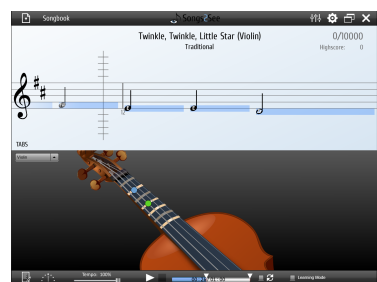 Songbook
Songs2See
Twinkle, Twinkle, Little Star (Violin)
Traditional
0/10000
Highscore: 0
TABS
Violin
Tempo: 100%
Learning Mode